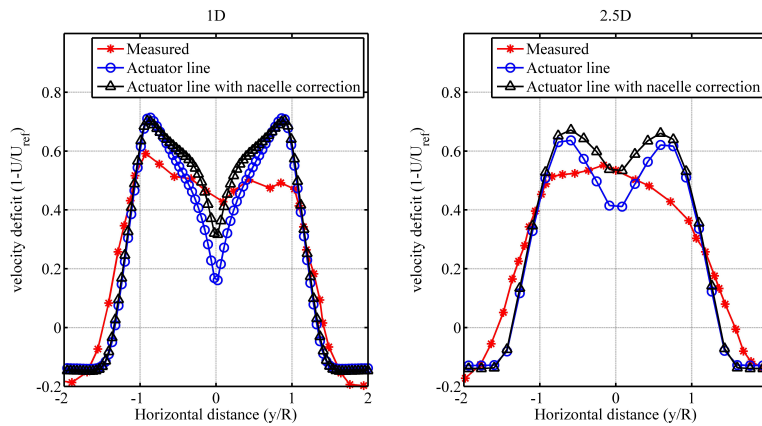 1D
Measured
Actuator line
Actuator line with nacelle correction
0.8
0.6
0.4
0.2
0
-0.2
-2
-1
0
1
2
velocity deficit (1-U/U_ref)
Horizontal distance (y/R)
2.5D
Measured
Actuator line
Actuator line with nacelle correction
0.8
0.6
0.4
0.2
0
-0.2
-2
-1
0
1
velocity deficit (1-U/U_ref)
Horizontal distance (y/R)